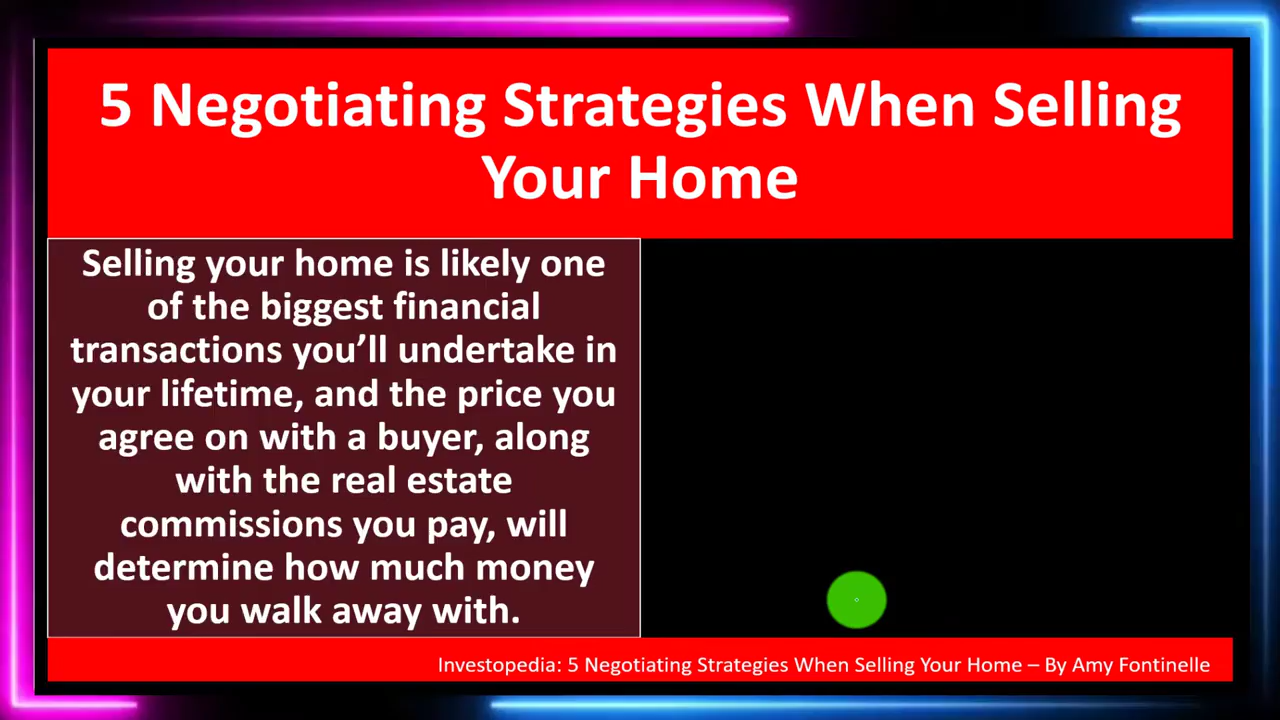 5 Negotiating Strategies When Selling
Your Home
Selling your home is likely one
of the biggest financial
transactions you’ll undertake in
your lifetime, and the price you
agree on with a buyer, along
with the real estate
commissions you pay, will
determine how much money
you walk away with.
Investopedia: 5 Negotiating Strategies When Selling Your Home – By Amy Fontinelle